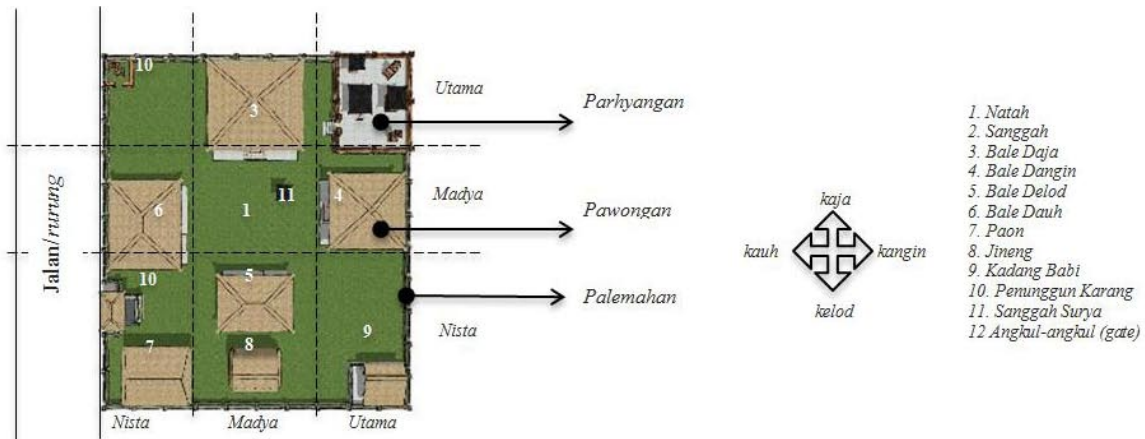 10
3
Utama
Parhyangan
Jalan/rurung
6
1
11
4
Madya
Pawongan
10
5
Palemahan
9
Nista
7
8
Nista
Madya
Utama
kaja
kauh
kangin
kelod
1. Natah
2. Sanggah
3. Bale Daja
4. Bale Dangin
5. Bale Delod
6. Bale Dauh
7. Paon
8. Jineng
9. Kadang Babi
10. Penunggun Karang
11. Sanggah Surya
12 Angkul-angkul (gate)